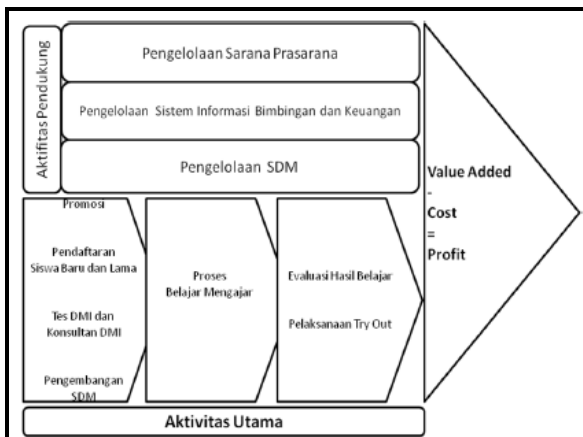 Aktifitas Pendukung
Pengelolaan Sarana Prasarana
Pengelolaan Sistem Informasi Bimbingan dan Keuangan
Pengelolaan SDM
Promosi
Pendaftaran
Siswa Baru dan Lama
Tes DMI dan
Konsultan DMI
Pengembangan
SDM
Proses
Belajar Mengajar
Evaluasi Hasil Belajar
Pelaksanaan Try Out
Value Added
-
Cost
=
Profit
Aktivitas Utama